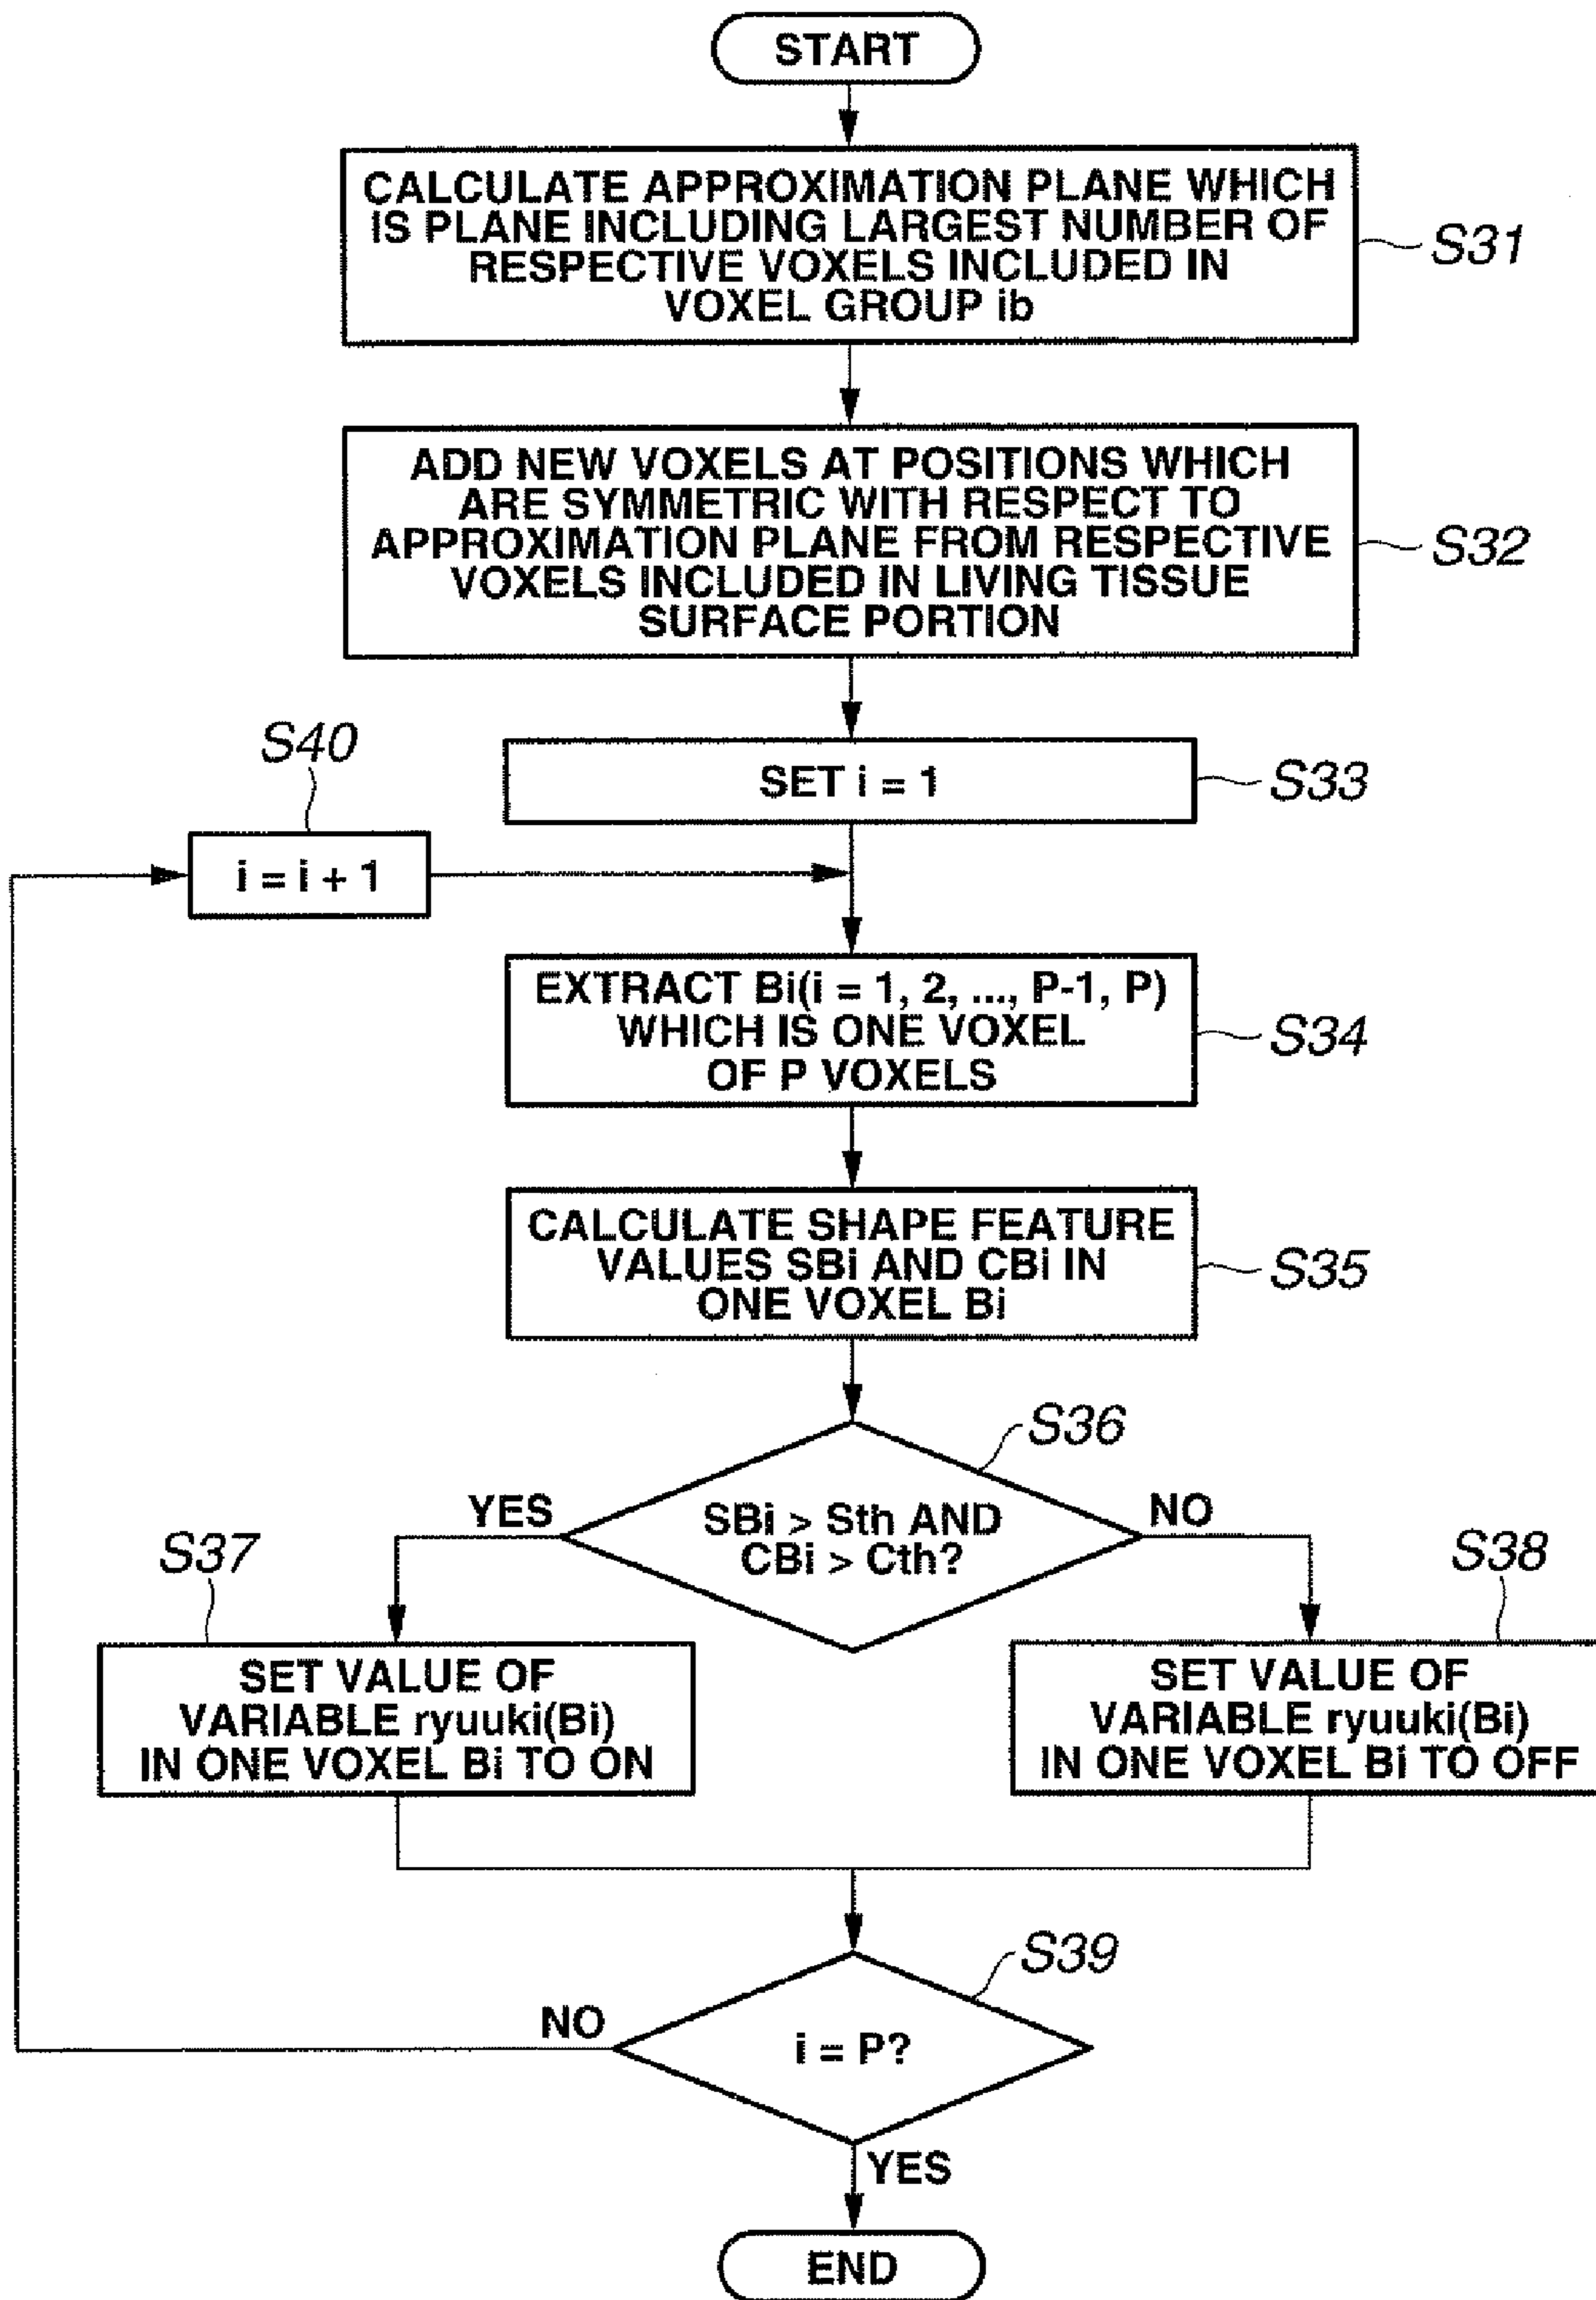 START
CALCULATE APPROXIMATION PLANE WHICH
IS PLANE INCLUDING LARGEST NUMBER OF
RESPECTIVE VOXELS INCLUDED IN
VOXEL GROUP ib
S31
ADD NEW VOXELS AT POSITIONS WHICH
ARE SYMMETRIC WITH RESPECT TO
APPROXIMATION PLANE FROM RESPECTIVE
VOXELS INCLUDED IN LIVING TISSUE
SURFACE PORTION
S32
SET i = 1
S33
S40
i = i + 1
EXTRACT Bi(i = 1, 2, ..., P-1, P)
WHICH IS ONE VOXEL
OF P VOXELS
S34
CALCULATE SHAPE FEATURE
VALUES SBi AND CBi IN
ONE VOXEL Bi
S35
S36
SBi > Sth AND
CBi > Cth?
YES
NO
S37
SET VALUE OF
VARIABLE ryuuki(Bi)
IN ONE VOXEL Bi TO ON
S38
SET VALUE OF
VARIABLE ryuuki(Bi)
IN ONE VOXEL Bi TO OFF
S39
i = P?
NO
YES
END